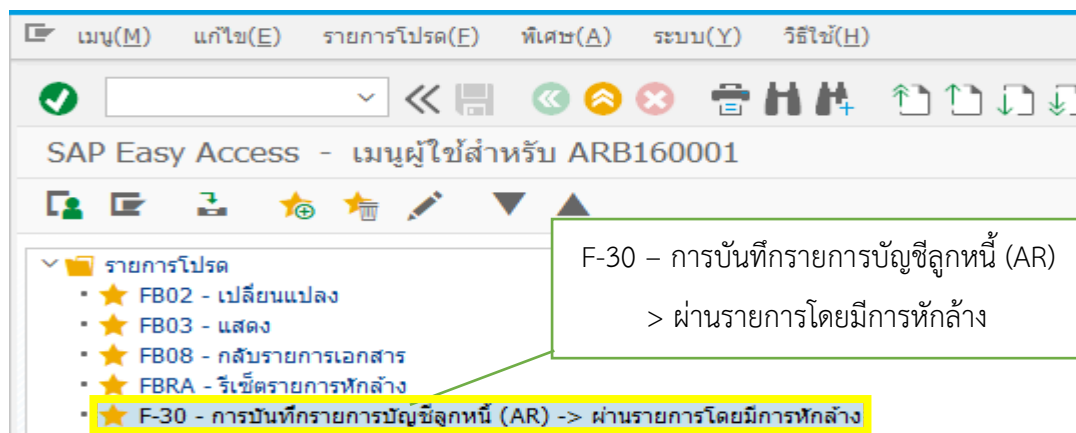 เมนู(M) แก้ไข(E) รายการโปรด(F) พิเศษ(A) ระบบ(Y) วิธีใช้(H)
SAP Easy Access - เมนูผู้ใช้สำหรับ ARB160001
F-30 – การบันทึกรายการบัญชีลูกหนี้ (AR)
> ผ่านรายการโดยมีการหักล้าง
รายการโปรด
FB02 - เปลี่ยนแปลง
FB03 - แสดง
FB08 - กลับรายการเอกสาร
FBRA - รีเซ็ตรายการหักล้าง
F-30 - การบันทึกรายการบัญชีลูกหนี้ (AR) -> ผ่านรายการโดยมีการหักล้าง